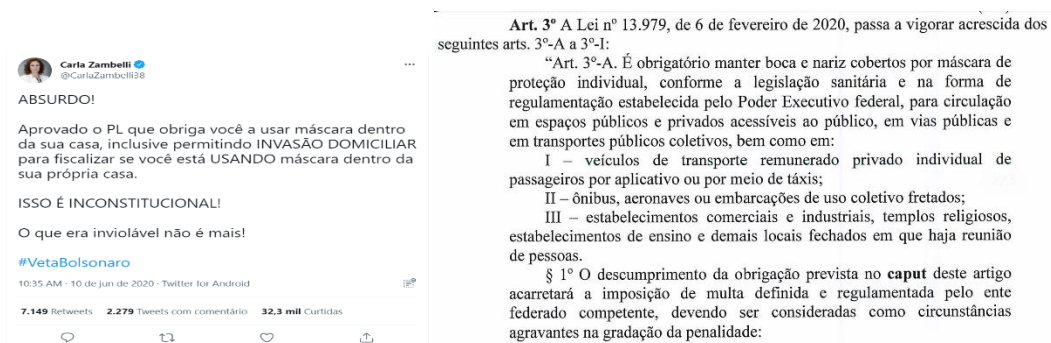 Carla Zambelli
@CarlaZambelli38
ABSURDO!
Aprovado o PL que obriga você a usar máscara dentro
da sua casa, inclusive permitindo INVASÃO DOMICILIAR
para fiscalizar se você está USANDO máscara dentro da
sua própria casa.
ISSO É INCONSTITUCIONAL!
O que era inviolável não é mais!
#VetaBolsonaro
10:35 AM · 10 de jun de 2020 · Twitter for Android
7.149 Retweets 2.279 Tweets com comentário 32,3 mil Curtidas
Art. 3º A Lei nº 13.979, de 6 de fevereiro de 2020, passa a vigorar acrescida dos
seguintes arts. 3º-A a 3º-I:
“Art. 3º-A. É obrigatório manter boca e nariz cobertos por máscara de
proteção individual, conforme a legislação sanitária e na forma de
regulamentação estabelecida pelo Poder Executivo federal, para circulação
em espaços públicos e privados acessíveis ao público, em vias públicas e
em transportes públicos coletivos, bem como em:
I – veículos de transporte remunerado privado individual de
passageiros por aplicativo ou por meio de táxis;
II – ônibus, aeronaves ou embarcações de uso coletivo fretados;
III – estabelecimentos comerciais e industriais, templos religiosos,
estabelecimentos de ensino e demais locais fechados em que haja reunião
de pessoas.
§ 1º O descumprimento da obrigação prevista no caput deste artigo
acarretará a imposição de multa definida e regulamentada pelo ente
federado competente, devendo ser consideradas como circunstâncias
agravantes na gradação da penalidade: